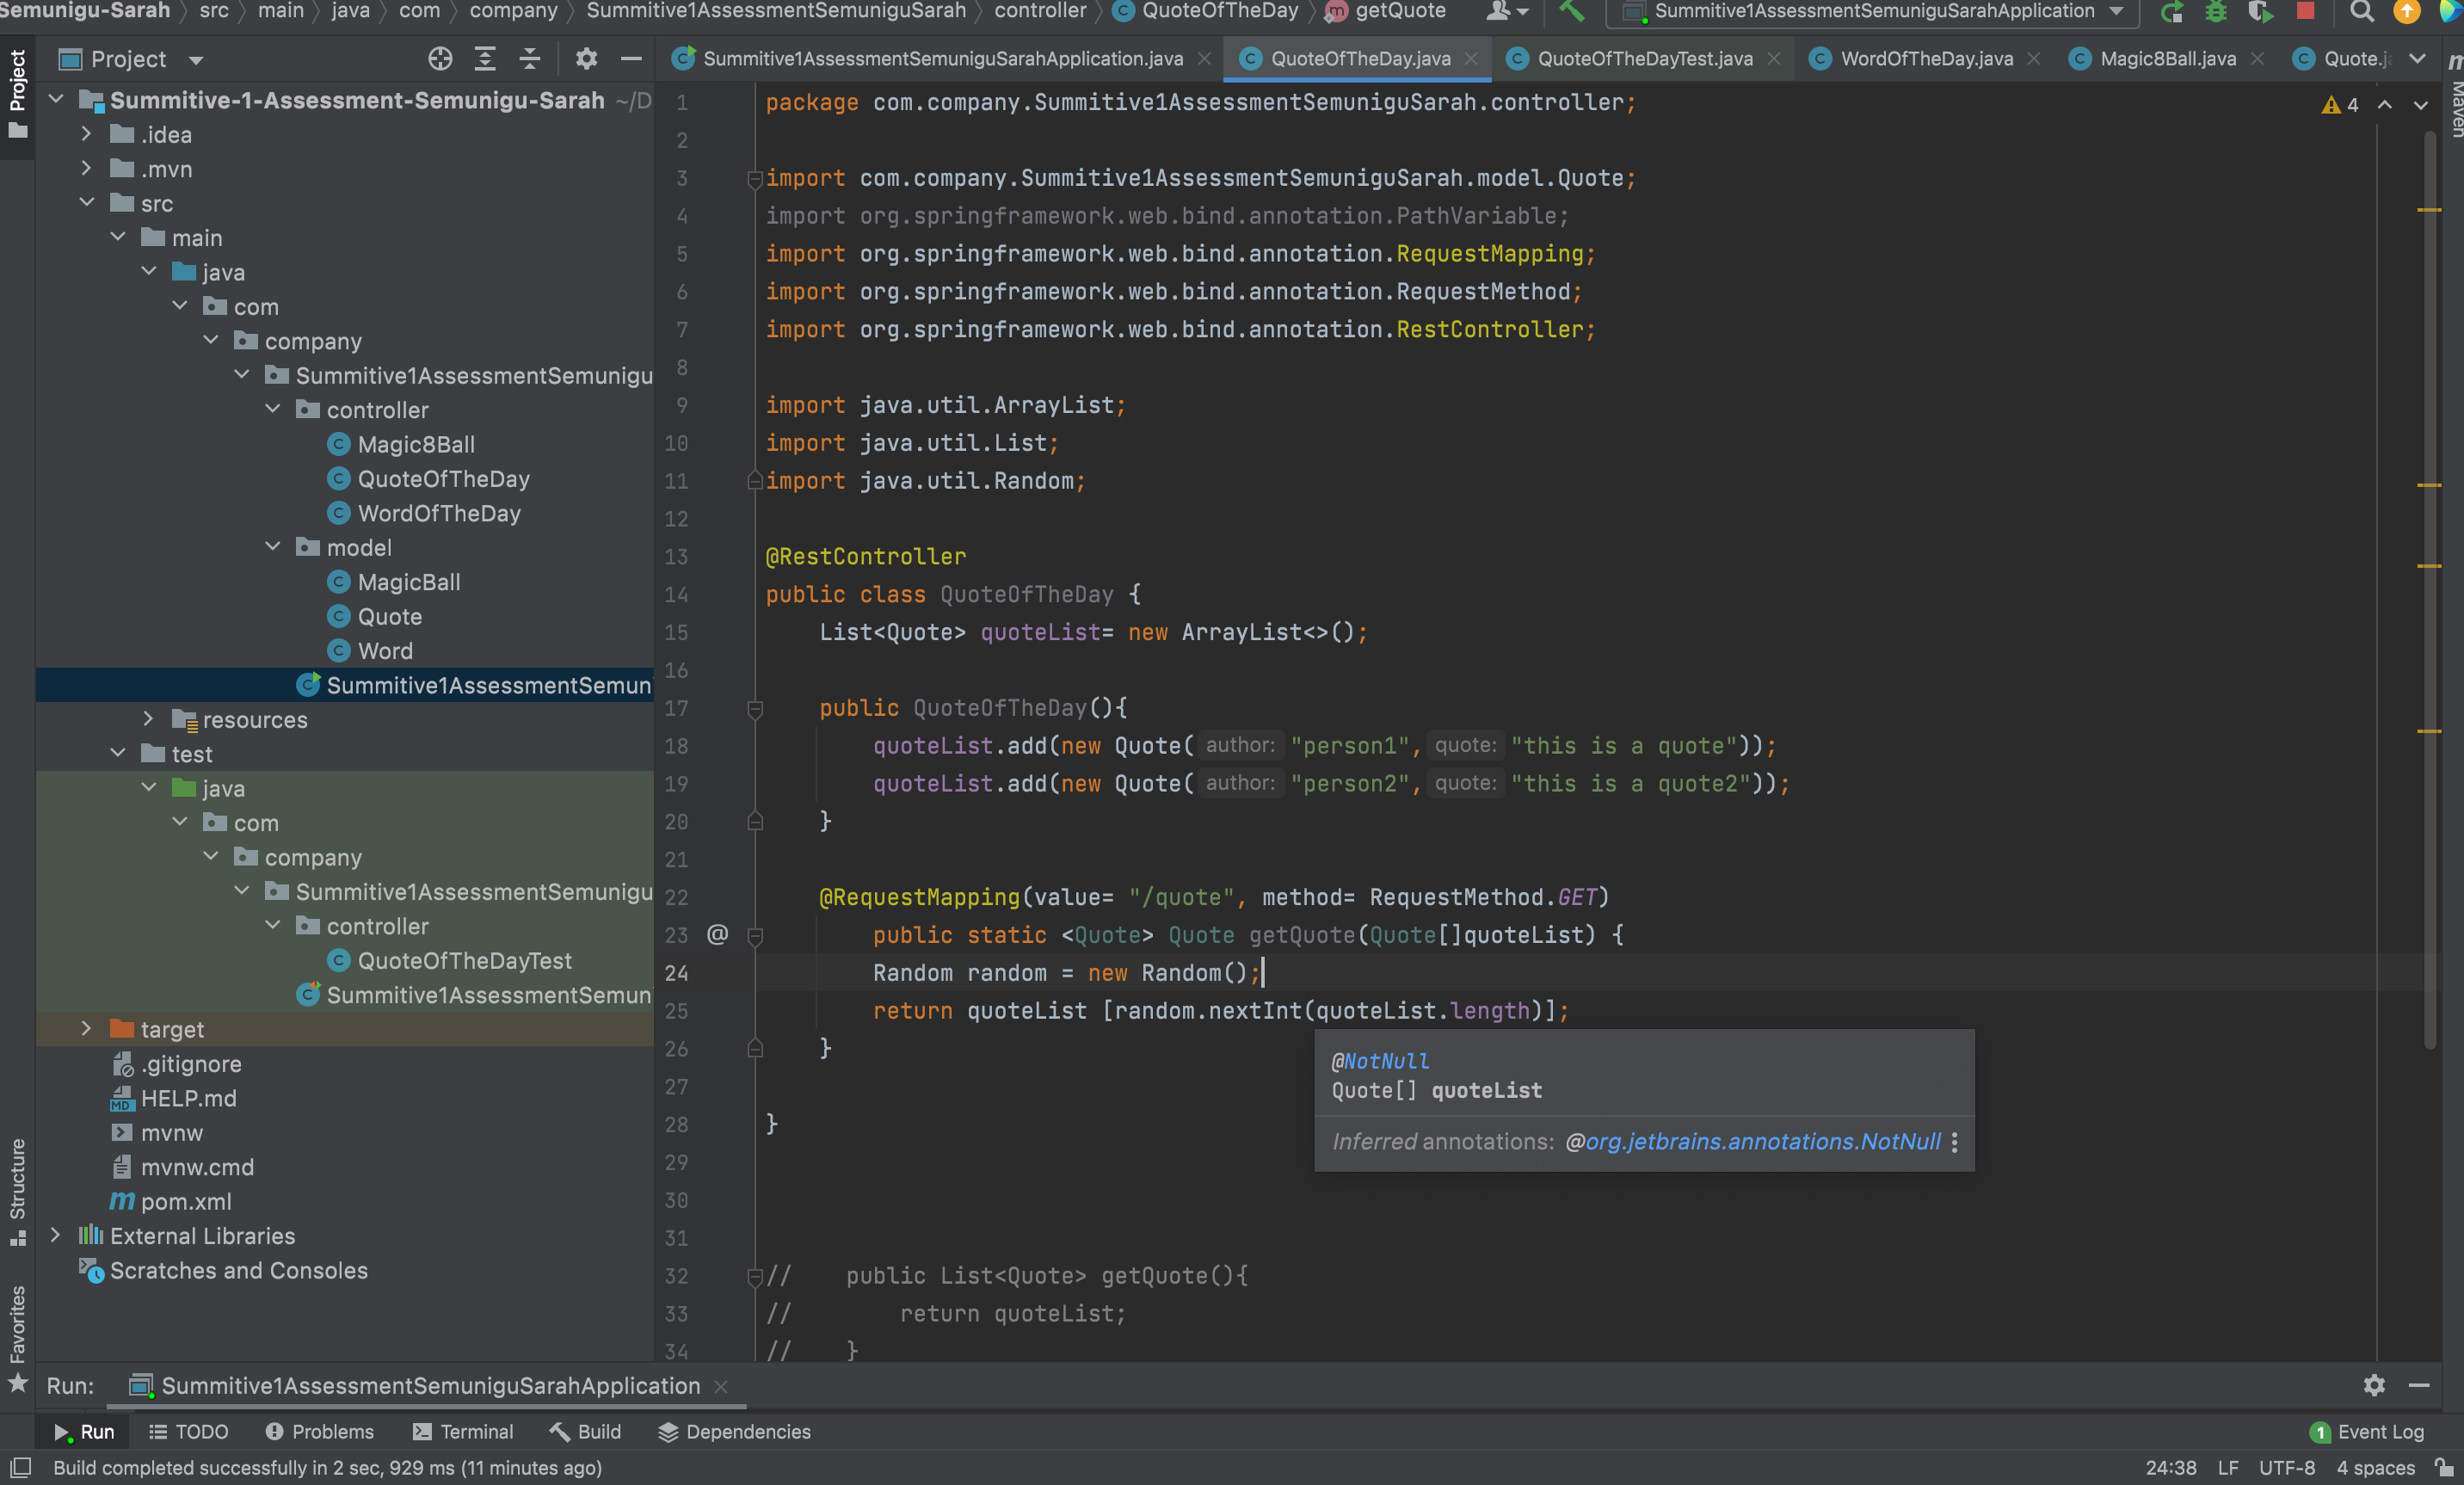 Semunigu-Sarah src main java com company Summitive1AssessmentSemuniguSarah controller QuoteOfTheDay getQuote Summitive1AssessmentSemuniguSarahApplication
Project
Summitive1AssessmentSemuniguSarahApplication.java QuoteOfTheDay.java QuoteOfTheDayTest.java WordOfTheDay.java Magic8Ball.java Quote.j
Project
Maven
Summitive-1-Assessment-Semunigu-Sarah ~/D
.idea
.mvn
src
main
java
com
company
Summitive1AssessmentSemunigu
controller
Magic8Ball
QuoteOfTheDay
WordOfTheDay
model
MagicBall
Quote
Word
Summitive1AssessmentSemun
resources
test
java
com
company
Summitive1AssessmentSemunigu
controller
QuoteOfTheDayTest
Summitive1AssessmentSemun
target
.gitignore
HELP.md
mvnw
mvnw.cmd
pom.xml
External Libraries
Scratches and Consoles
Structure
Favorites
4
1 package com.company.Summitive1AssessmentSemuniguSarah.controller;
2
3 import com.company.Summitive1AssessmentSemuniguSarah.model.Quote;
4 import org.springframework.web.bind.annotation.PathVariable;
5 import org.springframework.web.bind.annotation.RequestMapping;
6 import org.springframework.web.bind.annotation.RequestMethod;
7 import org.springframework.web.bind.annotation.RestController;
8
9 import java.util.ArrayList;
10 import java.util.List;
11 import java.util.Random;
12
13 @RestController
14 public class QuoteOfTheDay {
15 List<Quote> quoteList= new ArrayList<>();
16
17 public QuoteOfTheDay(){
18 quoteList.add(new Quote( author: "person1", quote: "this is a quote"));
19 quoteList.add(new Quote( author: "person2", quote: "this is a quote2"));
20 }
21
22 @RequestMapping(value= "/quote", method= RequestMethod.GET)
23 @ public static <Quote> Quote getQuote(Quote[]quoteList) {
24 Random random = new Random();
25 return quoteList [random.nextInt(quoteList.length)];
26 }
27
28 }
29
30
31
32 // public List<Quote> getQuote(){
33 // return quoteList;
34 // }
@NotNull
Quote[] quoteList
Inferred annotations: @org.jetbrains.annotations.NotNull
Run: Summitive1AssessmentSemuniguSarahApplication
Run TODO Problems Terminal Build Dependencies 1 Event Log
Build completed successfully in 2 sec, 929 ms (11 minutes ago) 24:38 LF UTF-8 4 spaces